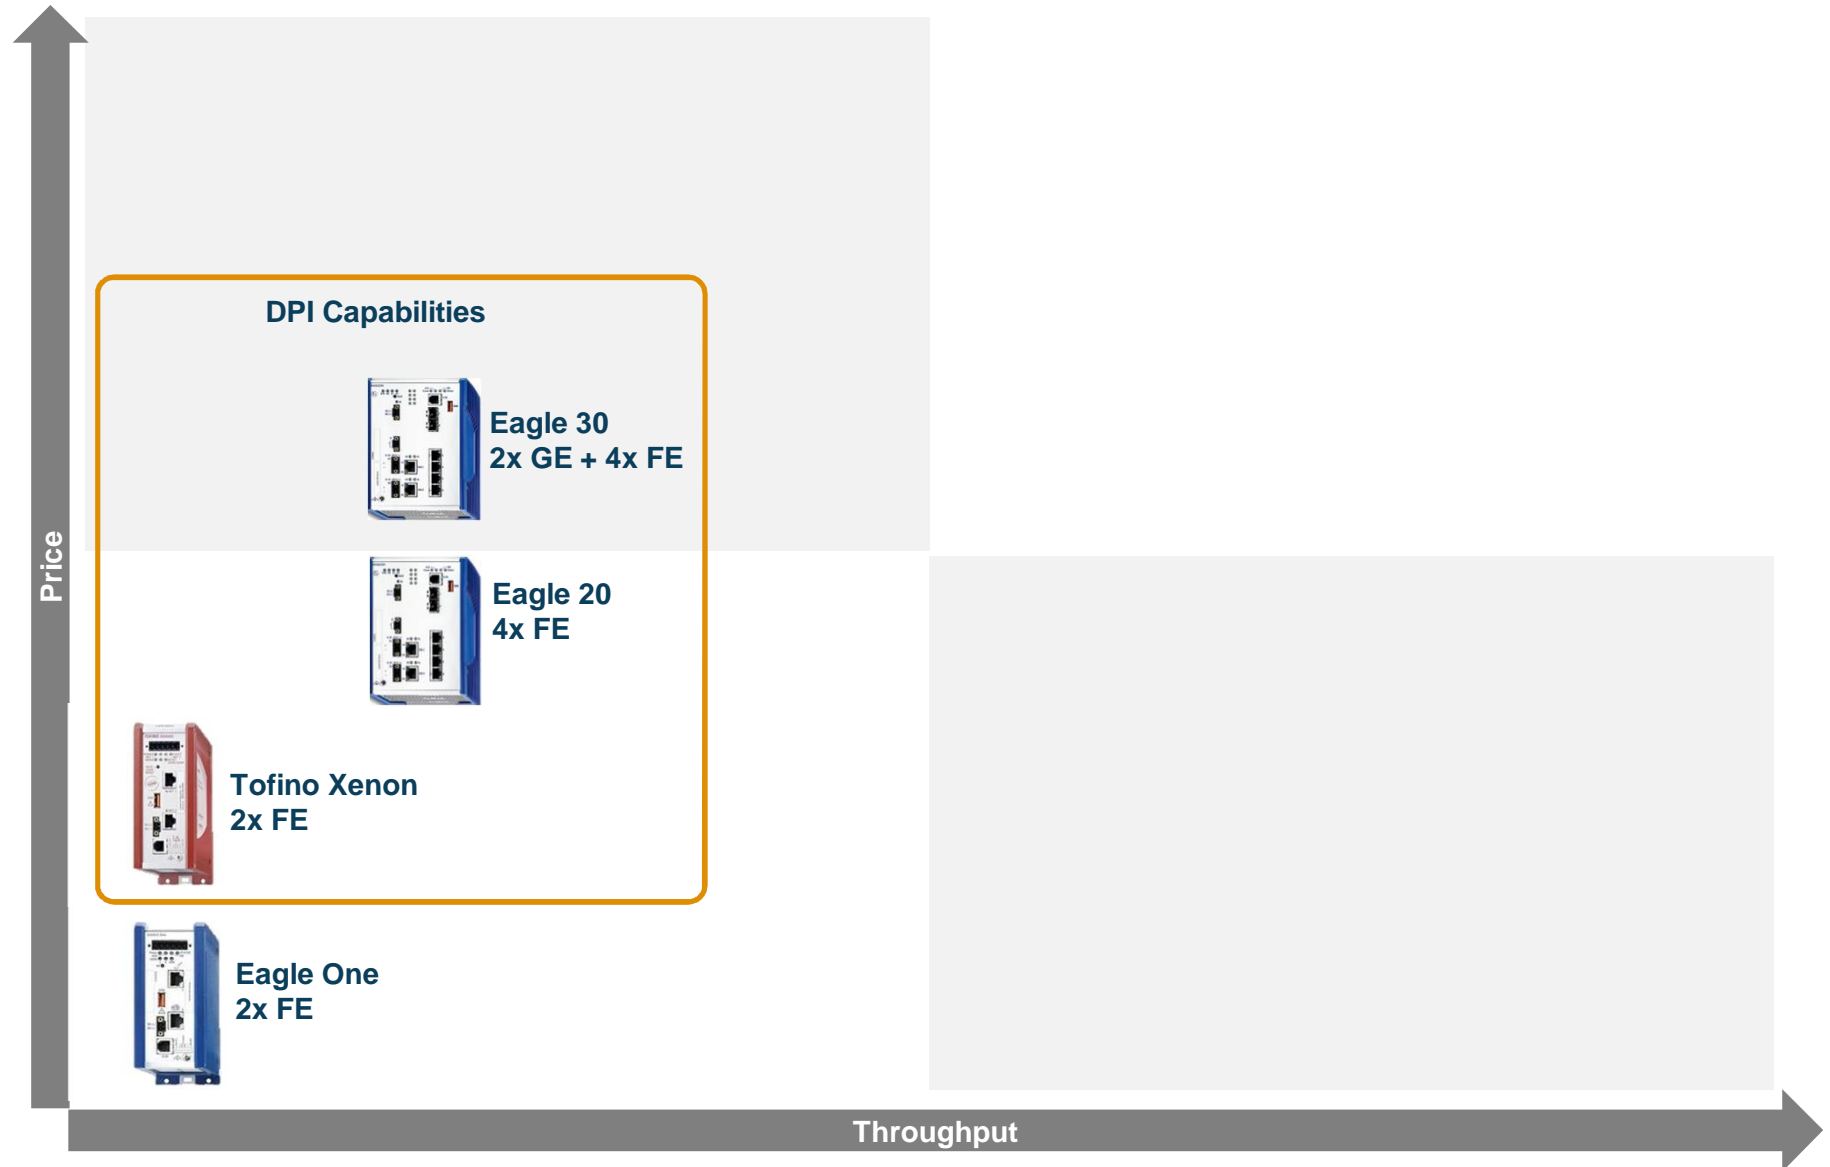 DPI Capabilities
Eagle 30
2x GE + 4x FE
Price
Eagle 20
4x FE
Tofino Xenon
2x FE
Eagle One
2x FE
Throughput